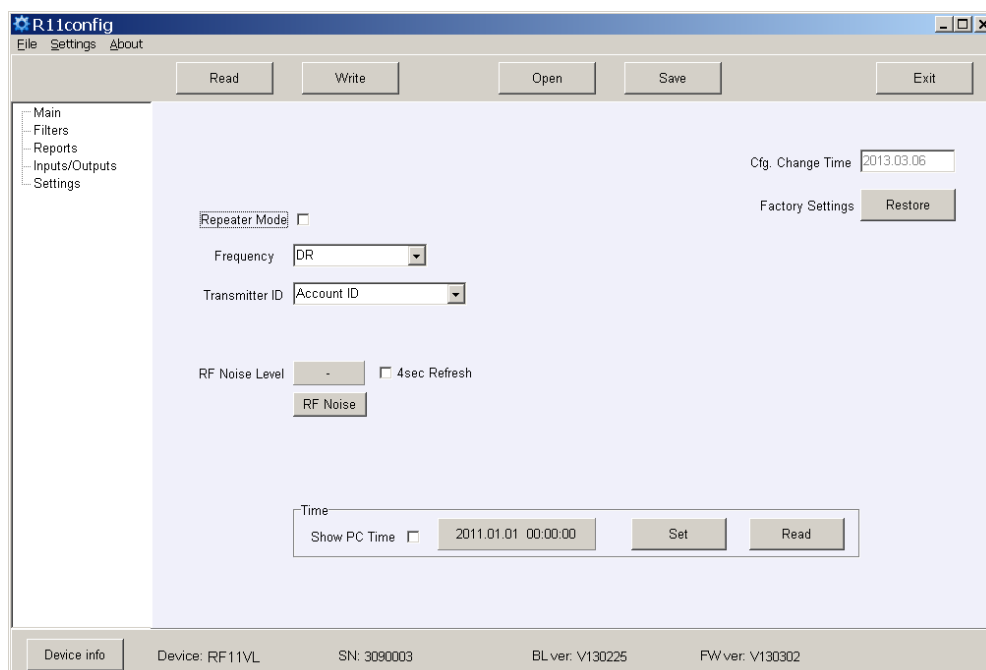 R11config
File Settings About
Read Write Open Save Exit
Main
Filters
Reports
Inputs/Outputs
Settings
Cfg. Change Time 2013.03.06
Factory Settings Restore
Repeater Mode
Frequency DR
Transmitter ID Account ID
RF Noise Level - 4sec Refresh
RF Noise
Time
Show PC Time 2011.01.01 00:00:00 Set Read
Device info Device: RF11VL SN: 3090003 BL ver: V130225 FW ver: V130302